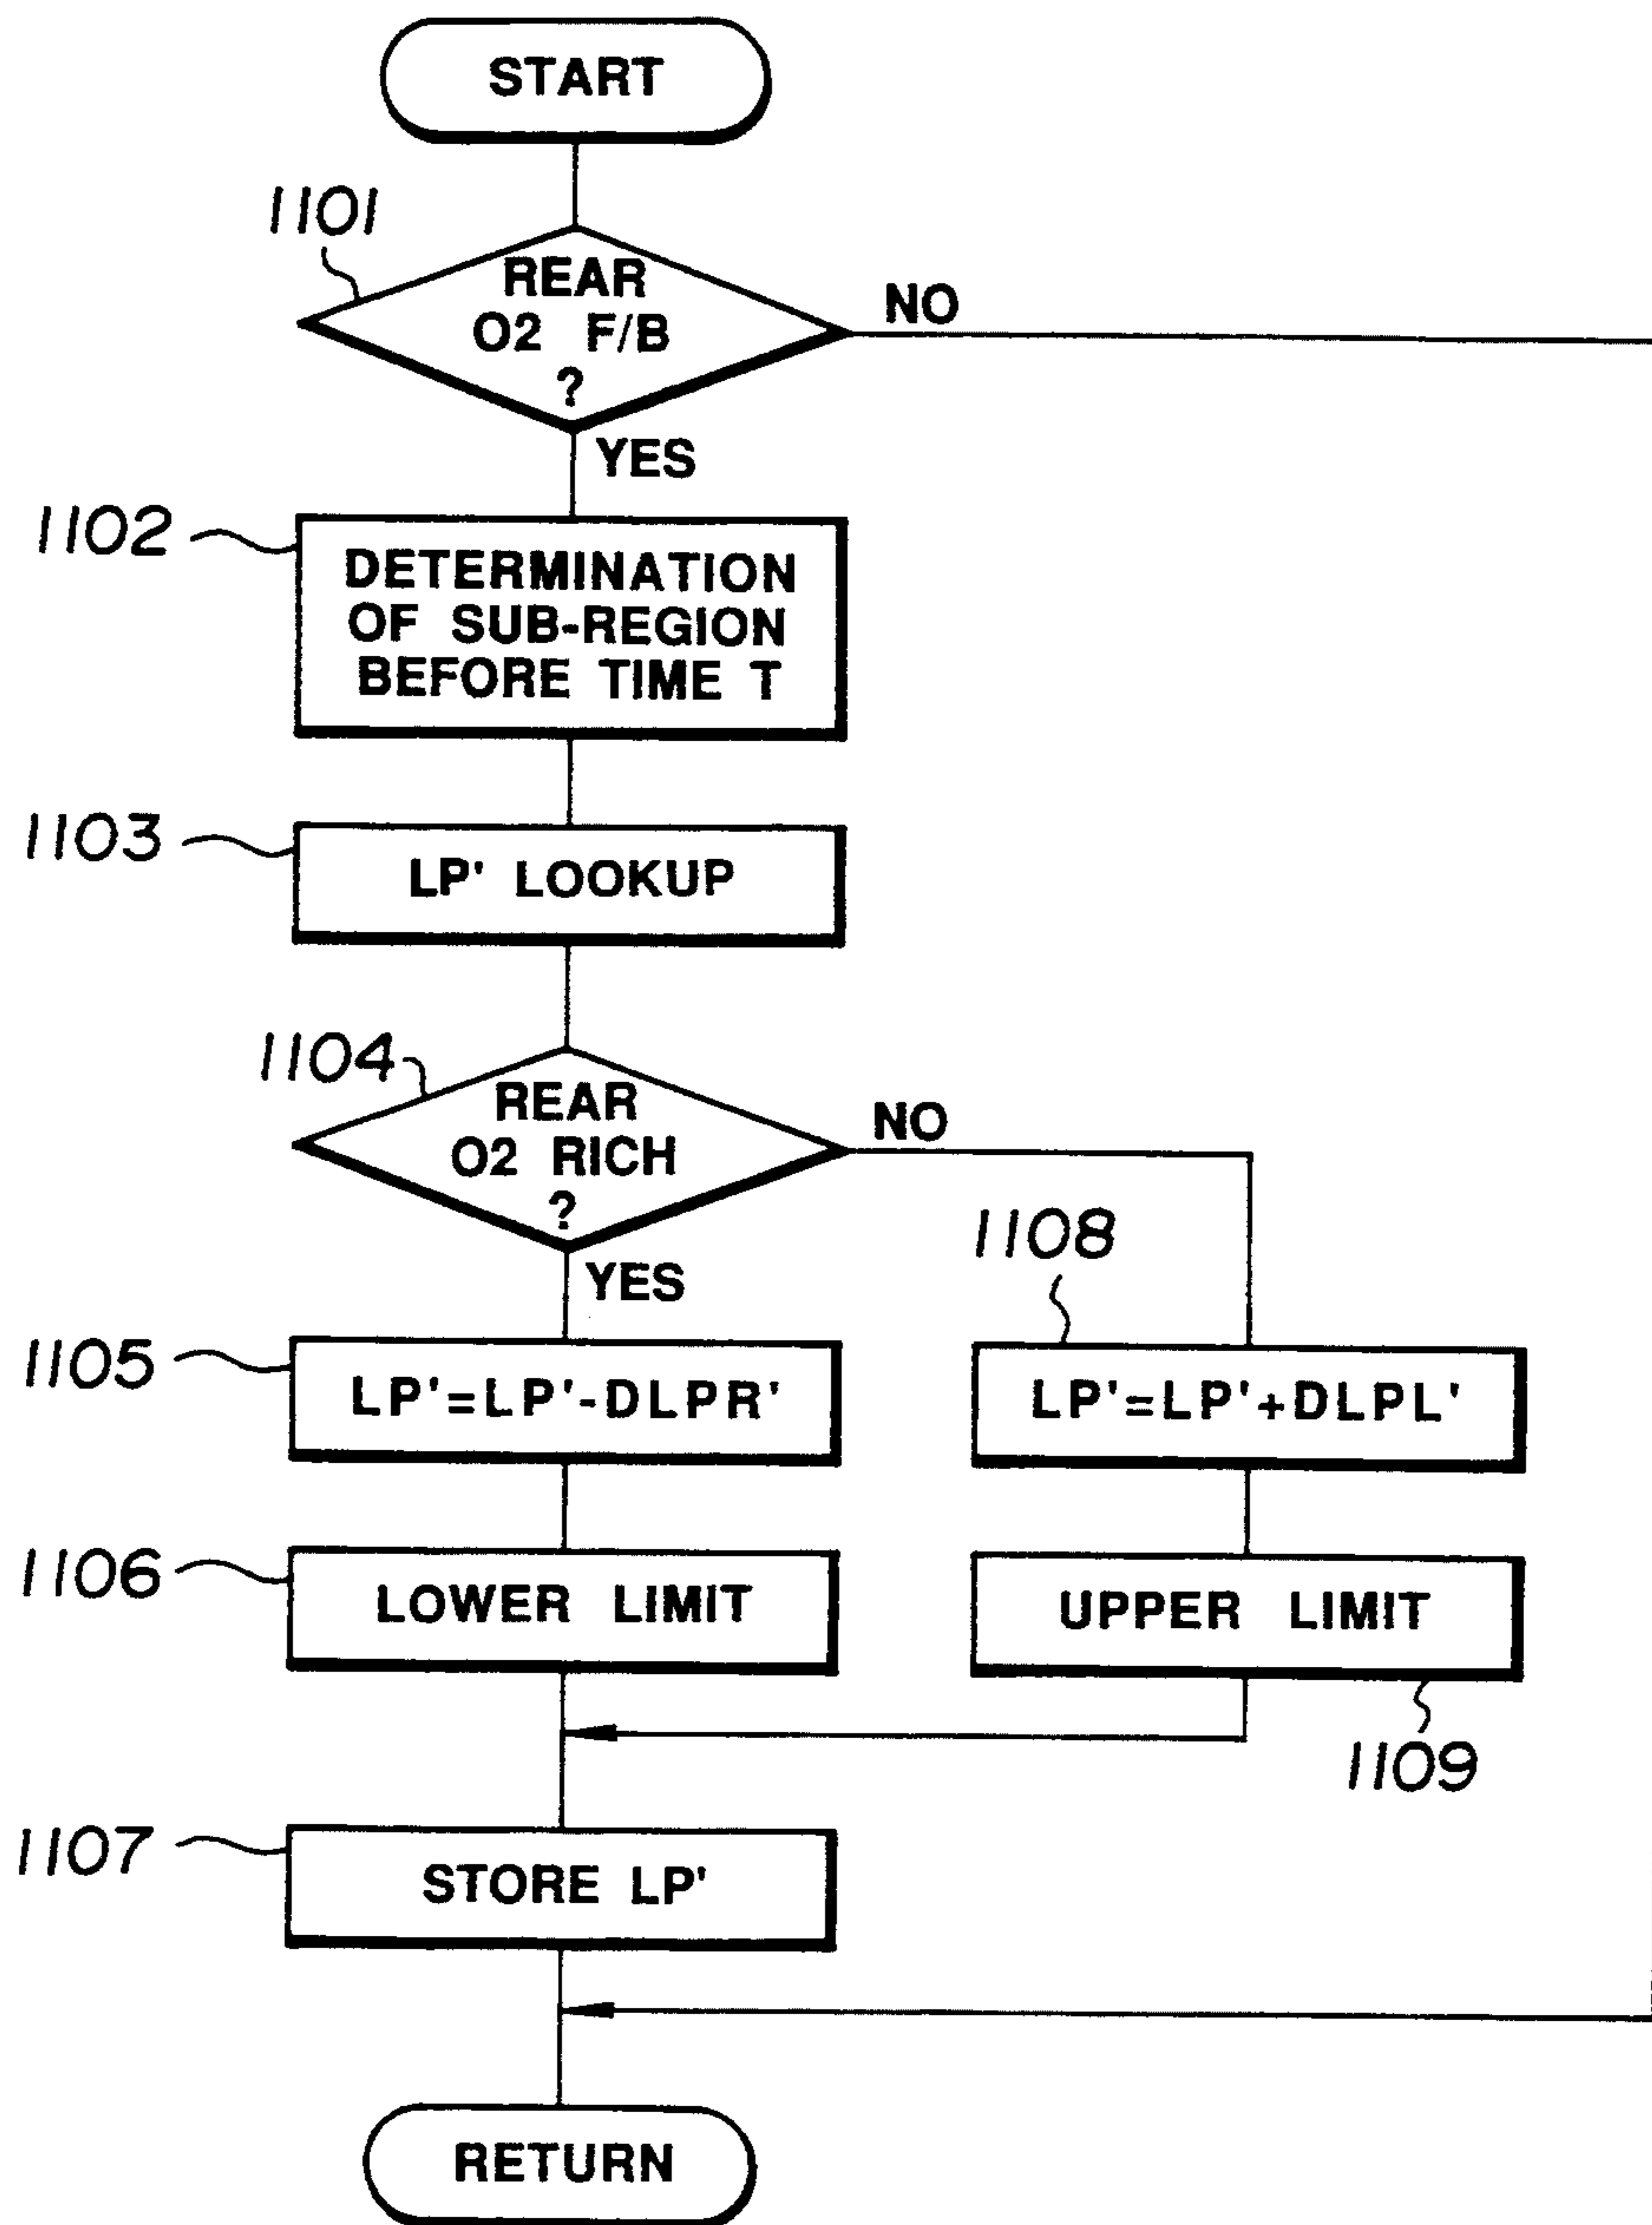 START
1101
REAR
O2 F/B
?
NO
YES
1102
DETERMINATION
OF SUB-REGION
BEFORE TIME T
1103
LP' LOOKUP
1104
REAR
O2 RICH
?
NO
YES
1108
1105
LP'=LP'-DLPR'
LP'=LP'+DLPL'
1106
LOWER LIMIT
UPPER LIMIT
1109
1107
STORE LP'
RETURN